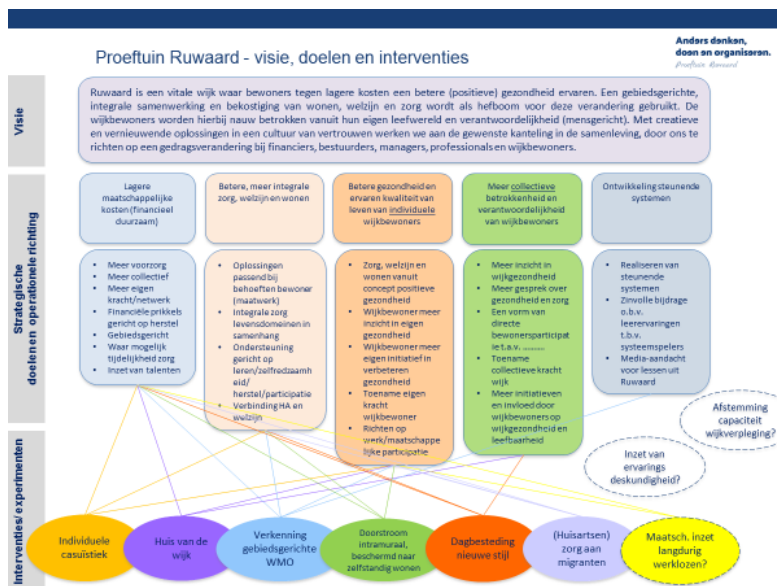 Anders denken,
doen en organiseren.
Proeftuin Ruwaard
Proeftuin Ruwaard - visie, doelen en interventies
Visie
Ruwaard is een vitale wijk waar bewoners tegen lagere kosten een betere (positieve) gezondheid ervaren. Een gebiedsgerichte,
integrale samenwerking en bekostiging van wonen, welzijn en zorg wordt als hefboom voor deze verandering gebruikt. De
wijkbewoners worden hierbij nauw betrokken vanuit hun eigen leefwereld en verantwoordelijkheid (mensgericht). Met creatieve
en vernieuwende oplossingen in een cultuur van vertrouwen werken we aan de gewenste kanteling in de samenleving, door ons te
richten op een gedragsverandering bij financiers, bestuurders, managers, professionals en wijkbewoners.
Strategische
doelen en operationele richting
Lagere
maatschappelijke
kosten (financieel
duurzaam)
Betere, meer integrale
zorg, welzijn en wonen
Betere gezondheid en
ervaren kwaliteit van
leven van individuele
wijkbewoners
Meer collectieve
betrokkenheid en
verantwoordelijkheid
van wijkbewoners
Ontwikkeling steunende
systemen
• Meer voorzorg
• Meer collectief
• Meer eigen
kracht/netwerk
• Financiële prikkels
gericht op herstel
• Gebiedsgericht
• Waar mogelijk
tijdelijkheid zorg
• Inzet van talenten
• Oplossingen
passend bij
behoeften bewoner
(maatwerk)
• Integrale zorg
levensdomeinen in
samenhang
• Ondersteuning
gericht op
leren/zelfredzaamh
eid/
herstel/participatie
• Verbinding HA en
welzijn
• Zorg, welzijn en
wonen vanuit
concept positieve
gezondheid
• Wijkbewoner meer
inzicht in eigen
gezondheid
• Wijkbewoner meer
eigen initiatief in
verbeteren
gezondheid
• Toename eigen
kracht
wijkbewoner
• Richten op
werk/maatschappe
lijke participatie
• Meer inzicht in
wijkgezondheid
• Meer gesprek over
gezondheid en zorg
• Een vorm van
directe
bewonersparticipat
ie t.a.v. ..........
• Toename
collectieve kracht
wijk
• Meer initiatieven
en invloed door
wijkbewoners op
wijkgezondheid en
leefbaarheid
• Realiseren van
steunende
systemen
• Zinvolle bijdrage
o.b.v.
leerervaringen
t.b.v.
systeemspelers
• Media-aandacht
voor lessen uit
Ruwaard
Afstemming
capaciteit
wijkverpleging?
Inzet van
ervarings
deskundigheid?
Interventies/ experimenten
Individuele
casuïstiek
Huis van de
wijk
Verkenning
gebiedsgerichte
WMO
Doorstroom
intramuraal,
beschermd naar
zelfstandig wonen
Dagbesteding
nieuwe stijl
(Huisartsen)
zorg aan
migranten
Maatsch. inzet
langdurig
werklozen?